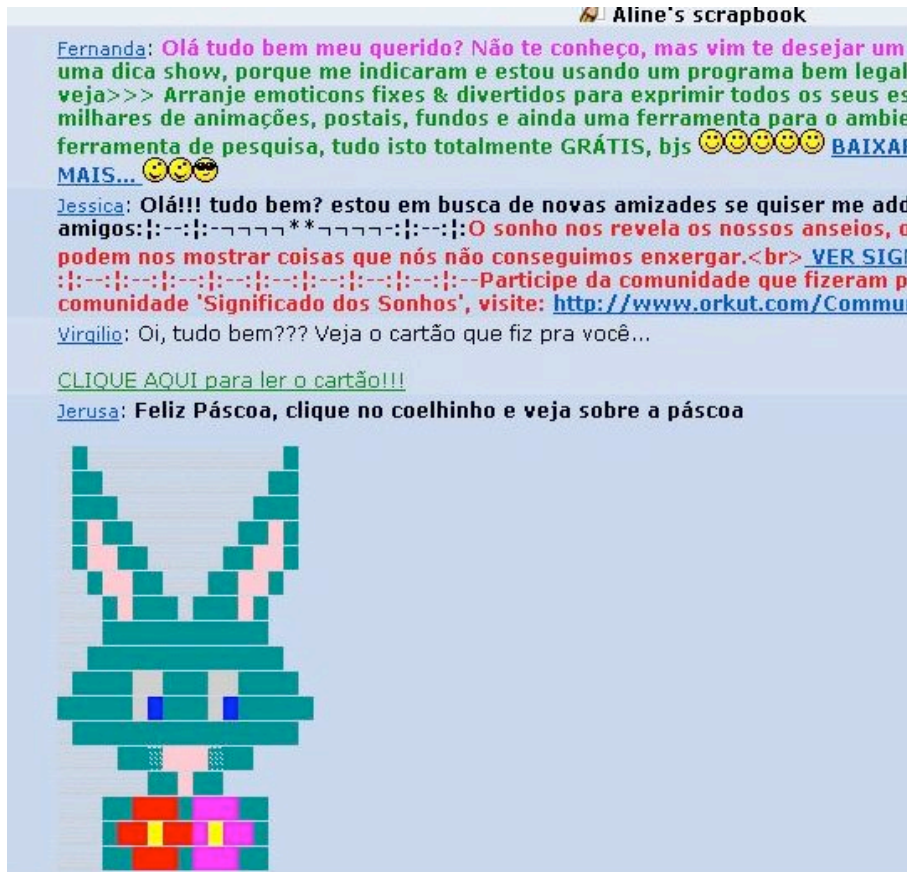 Aline's scrapbook
Fernanda: Olá tudo bem meu querido? Não te conheço, mas vim te desejar um
uma dica show, porque me indicaram e estou usando um programa bem legal
veja>>> Arranje emoticons fixes & divertidos para exprimir todos os seus es
milhares de animações, postais, fundos e ainda uma ferramenta para o ambie
ferramenta de pesquisa, tudo isto totalmente GRÁTIS, bjs BAIXAR
MAIS...
Jessica: Olá!!! tudo bem? estou em busca de novas amizades se quiser me add
amigos:¦:--:¦:-¬¬¬¬**¬¬¬¬-:¦:--:¦:O sonho nos revela os nossos anseios, o
podem nos mostrar coisas que nós não conseguimos enxergar.<br> VER SIGN
:¦:--:¦:--:¦:--:¦:--:¦:--:¦:--:¦:--:¦:--:¦:--Participe da comunidade que fizeram p
comunidade 'Significado dos Sonhos', visite: http://www.orkut.com/Commu
Virgilio: Oi, tudo bem??? Veja o cartão que fiz pra você...
CLIQUE AQUI para ler o cartão!!!
Jerusa: Feliz Páscoa, clique no coelhinho e veja sobre a páscoa